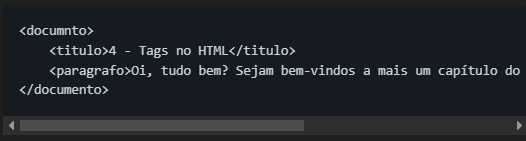 <documnto>
<titulo>4 - Tags no HTML</titulo>
<paragrafo>Oi, tudo bem? Sejam bem-vindos a mais um capítulo do
</documento>